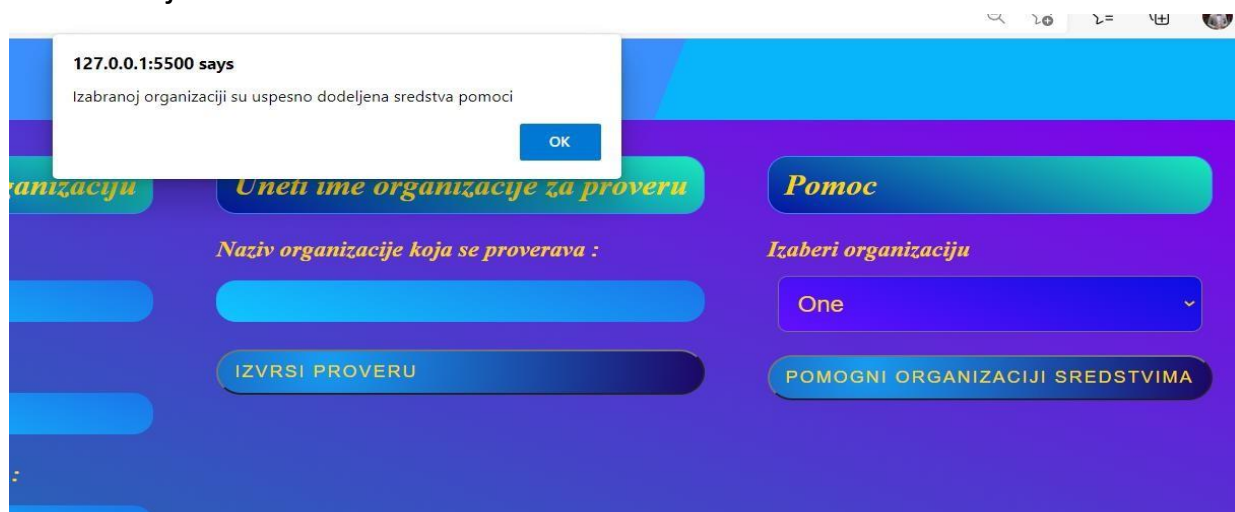 127.0.0.1:5500 says
Izabranoj organizaciji su uspesno dodeljena sredstva pomoci
OK
Uneti ime organizacije za proveru
Pomoc
Naziv organizacije koja se proverava :
Izaberi organizaciju
One
IZVRSI PROVERU
POMOGNI ORGANIZACIJI SREDSTVIMA
: